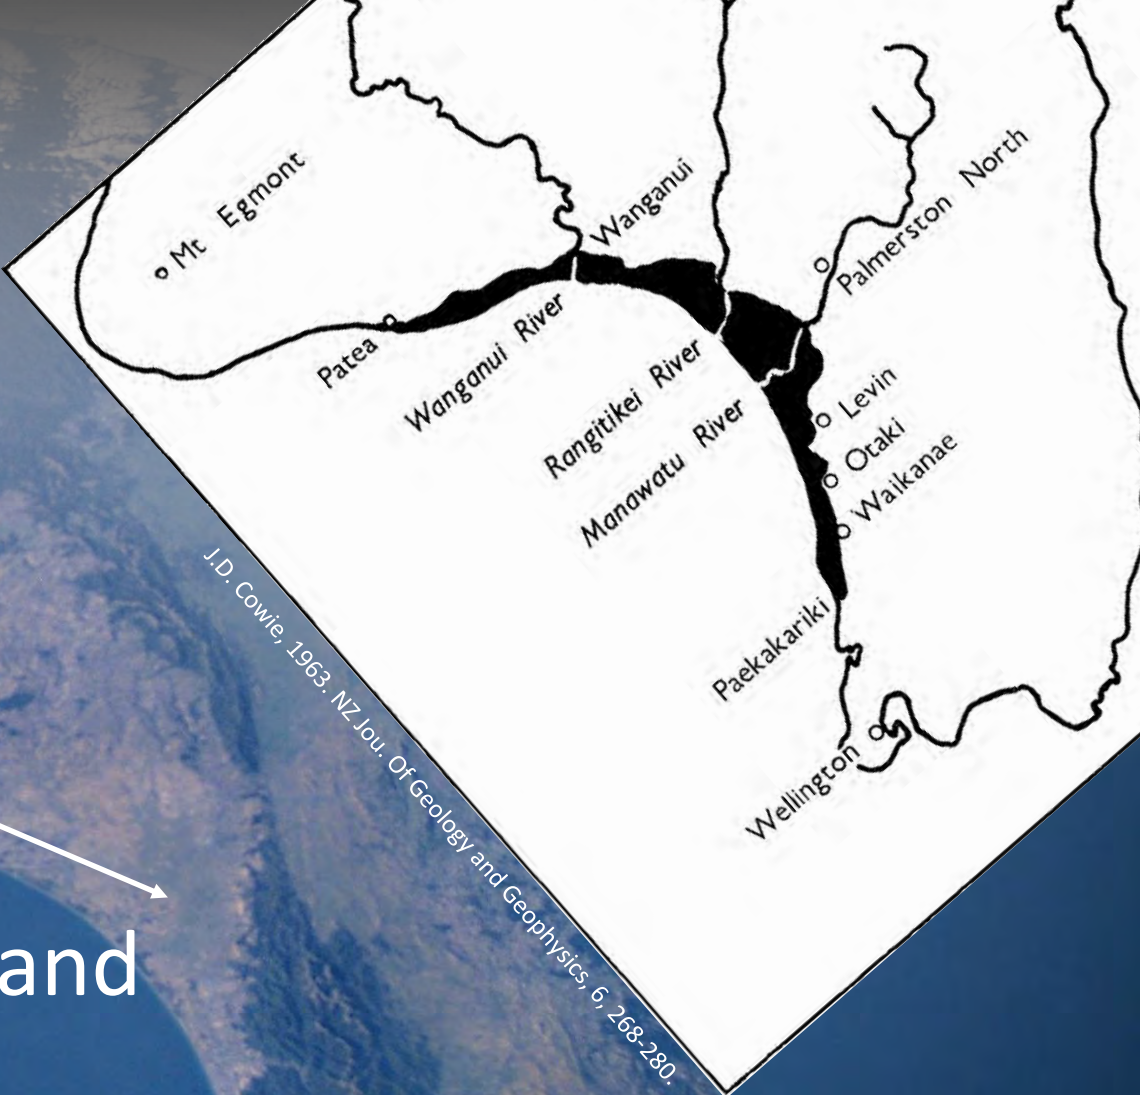 Mt Egmont
Wanganui
Palmerston North
Patea
Wanganui River
Rangitikei River
Manawatu River
Levin
Otaki
Waikanae
Paekakariki
Wellington
J.D. Cowie, 1963. NZ Jou. Of Geology and Geophysics, 6, 268-280.
and